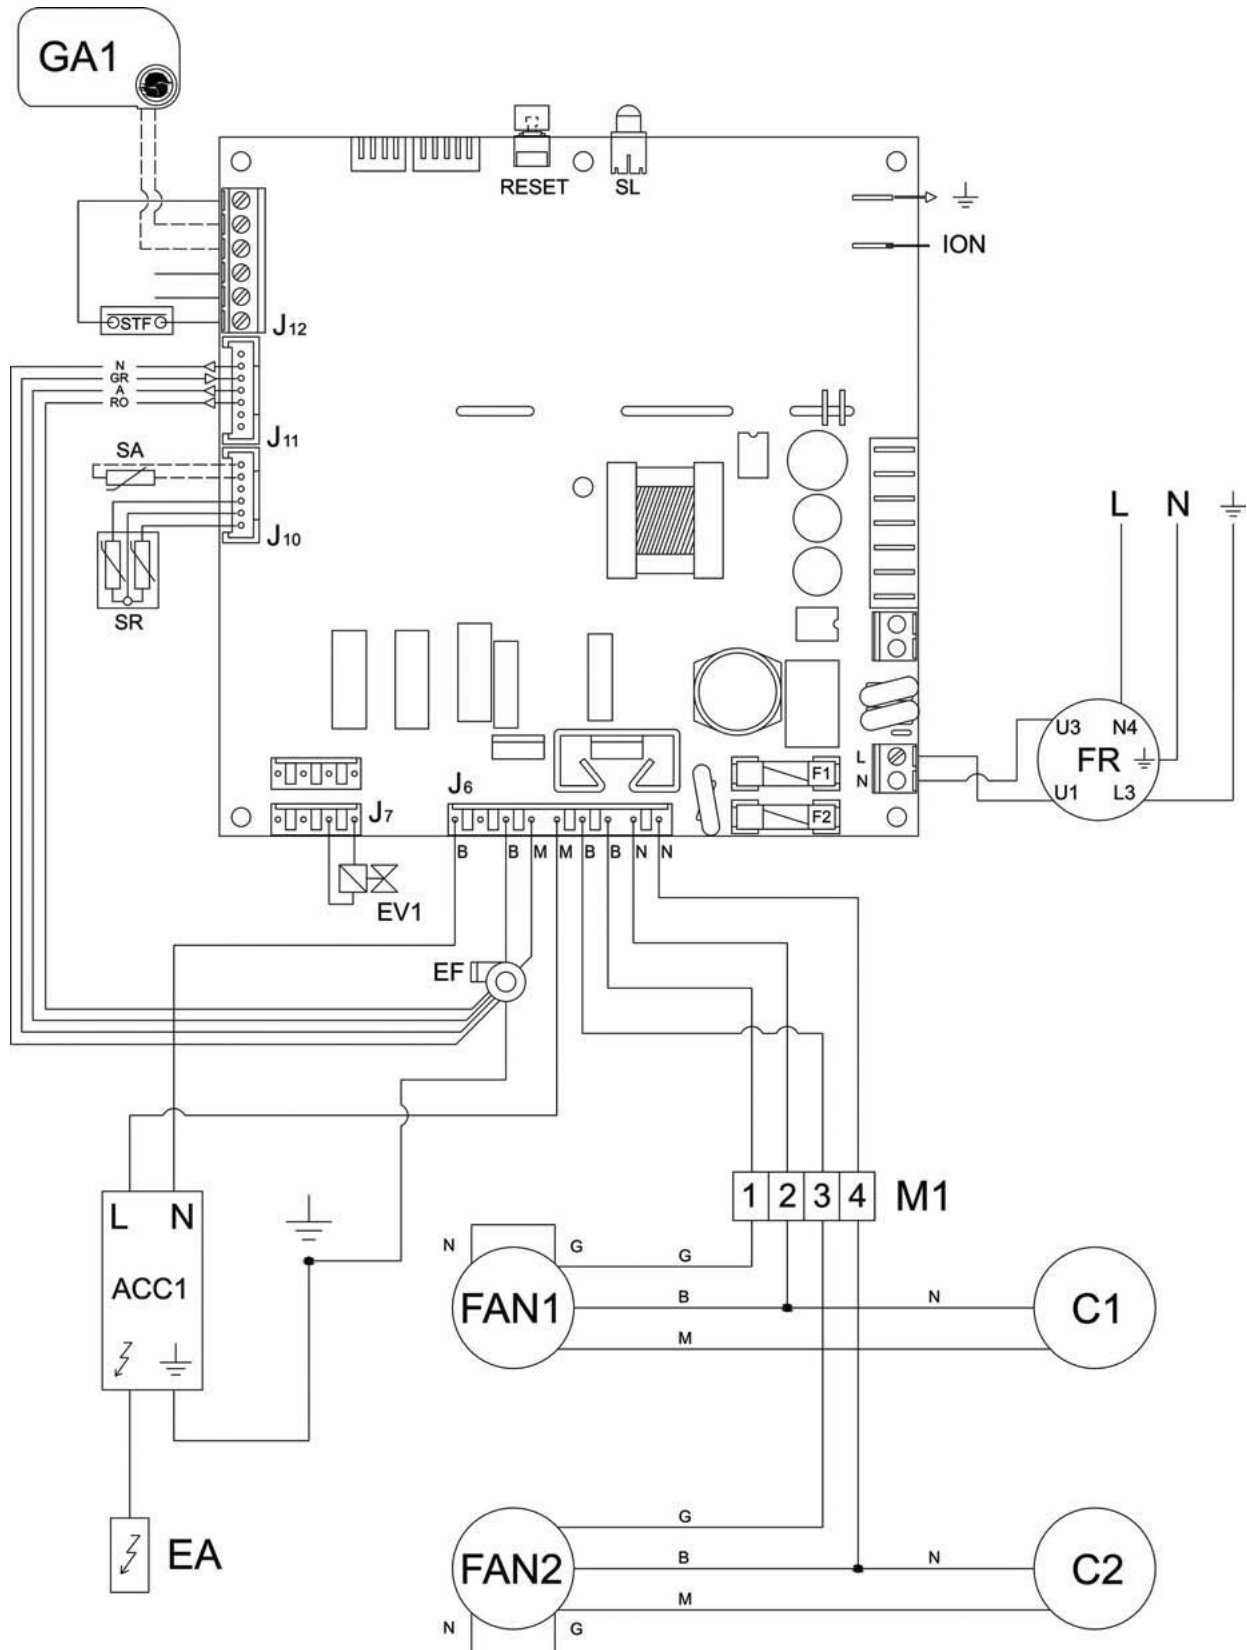 GA1
RESET
SL
ION
STF
J12
N
GR
A
RO
J11
SA
J10
SR
L N
U3 N4
FR
U1 L3
L
N
F1
F2
J6
J7
B B M M B B N N
EV1
EF
1 2 3 4 M1
L N
ACC1
N G G
FAN1 B N C1
M
EA
G
FAN2 B N C2
M
N G